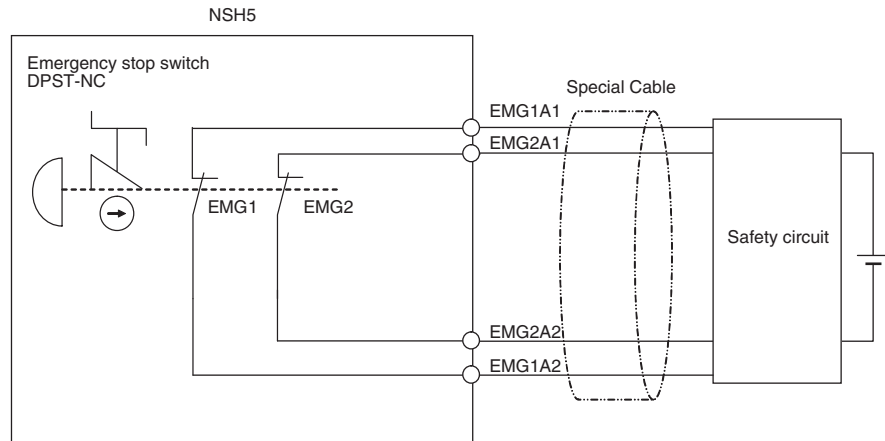 NSH5
Emergency stop switch
DPST-NC
Special Cable
EMG1A1
EMG2A1
EMG1
EMG2
Safety circuit
EMG2A2
EMG1A2